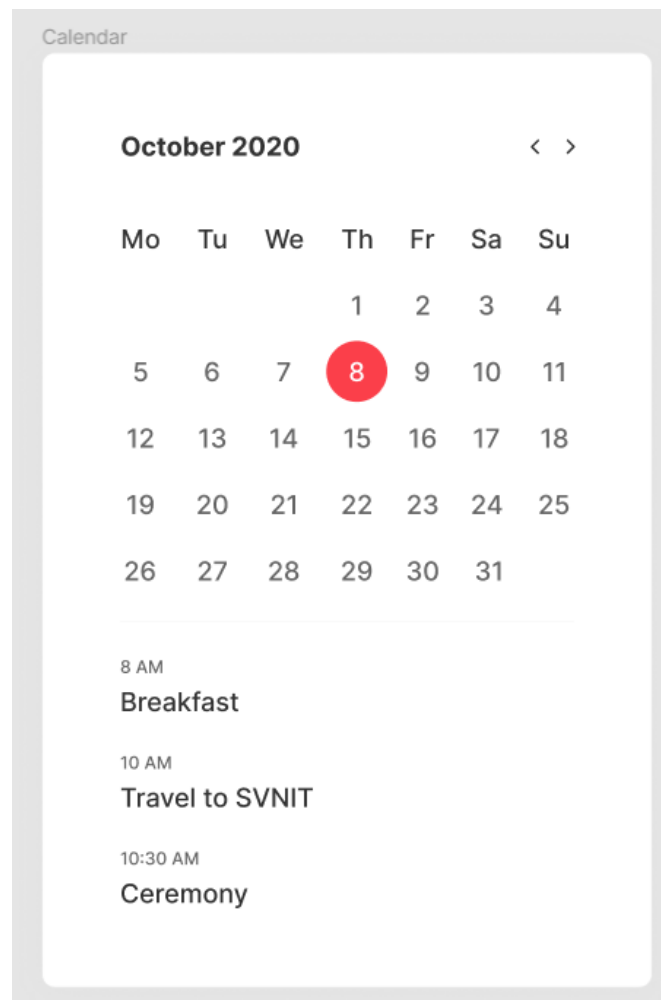 Calendar
October 2020 < >
Mo Tu We Th Fr Sa Su
1 2 3 4
5 6 7 8 9 10 11
12 13 14 15 16 17 18
19 20 21 22 23 24 25
26 27 28 29 30 31
8 AM
Breakfast
10 AM
Travel to SVNIT
10:30 AM
Ceremony